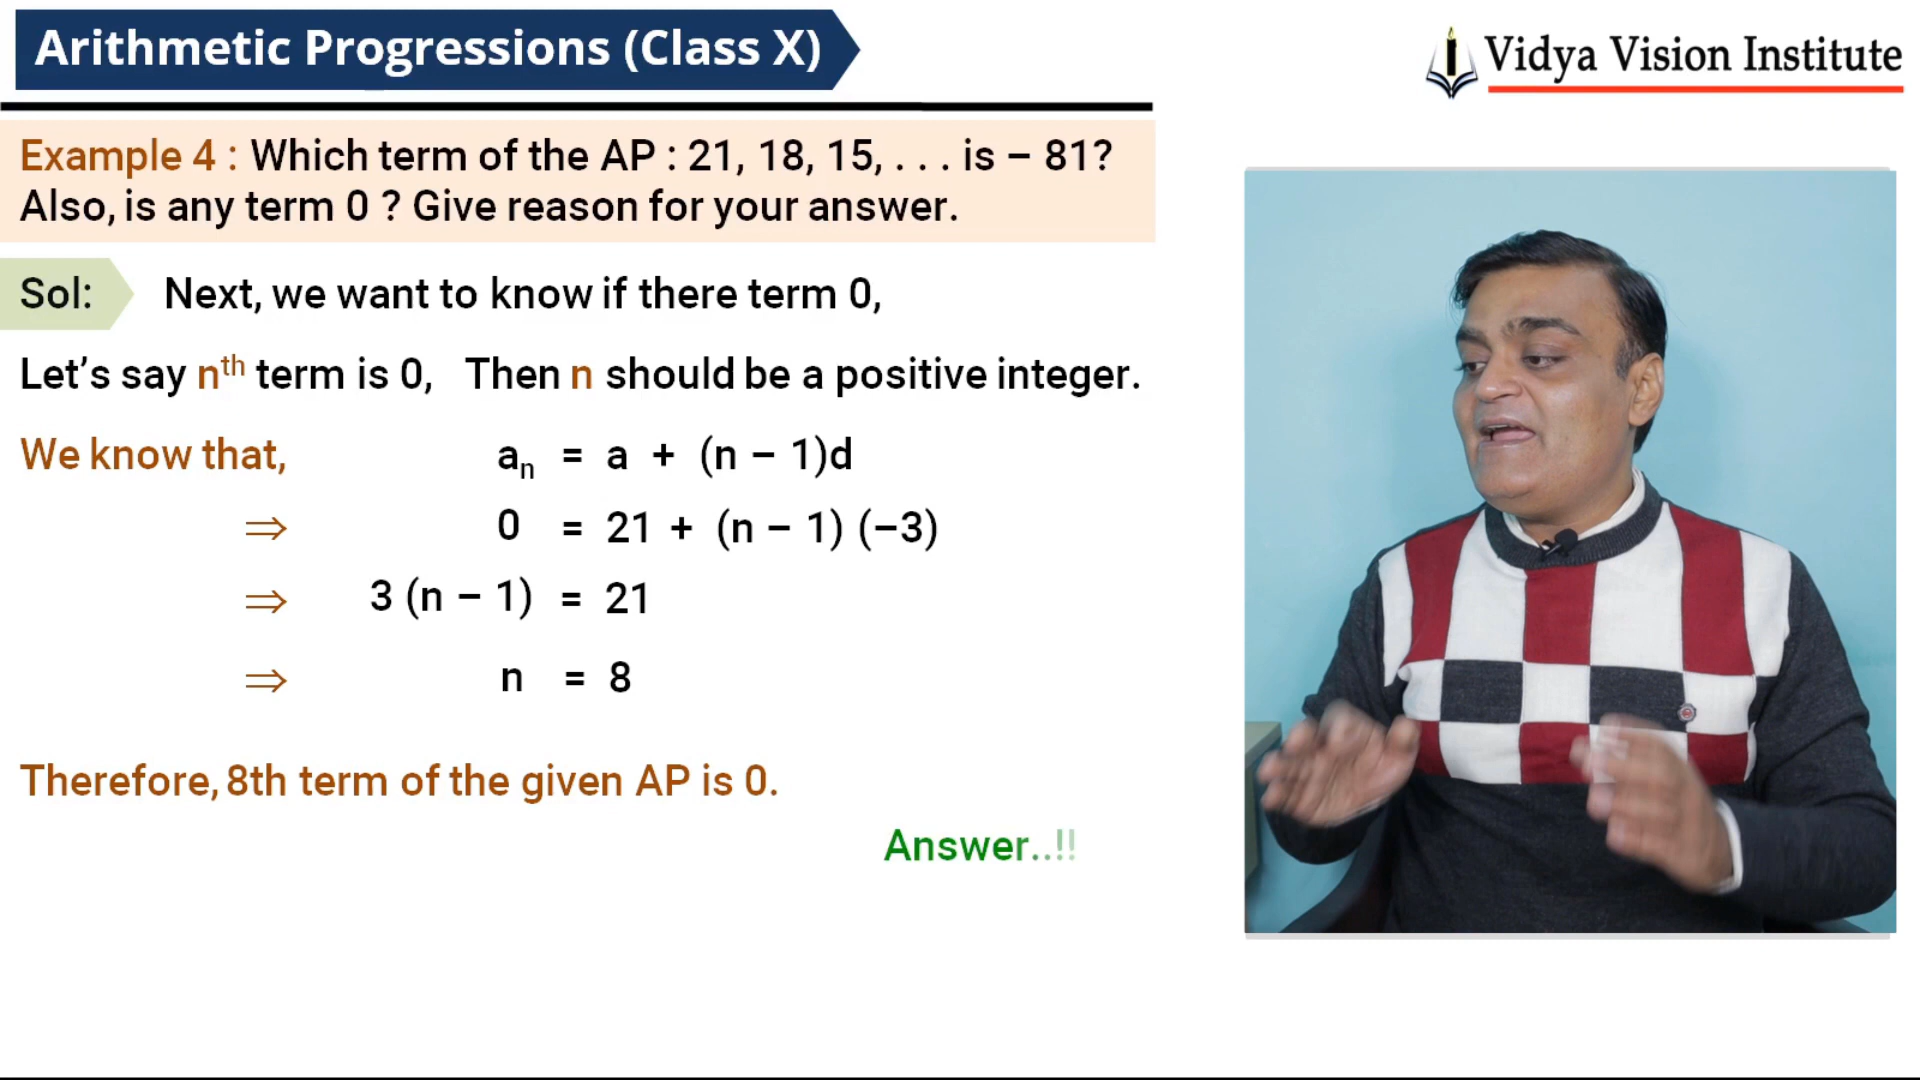 Arithmetic Progressions (Class X)
Vidya Vision Institute
Example 4 : Which term of the AP : 21, 18, 15, . . . is – 81?
Also, is any term 0 ? Give reason for your answer.
Sol: Next, we want to know if there term 0,
Let’s say nᵗʰ term is 0, Then n should be a positive integer.
We know that, aₙ = a + (n – 1)d
⇒ 0 = 21 + (n – 1) (–3)
⇒ 3 (n – 1) = 21
⇒ n = 8
Therefore, 8th term of the given AP is 0.
Answer..!!